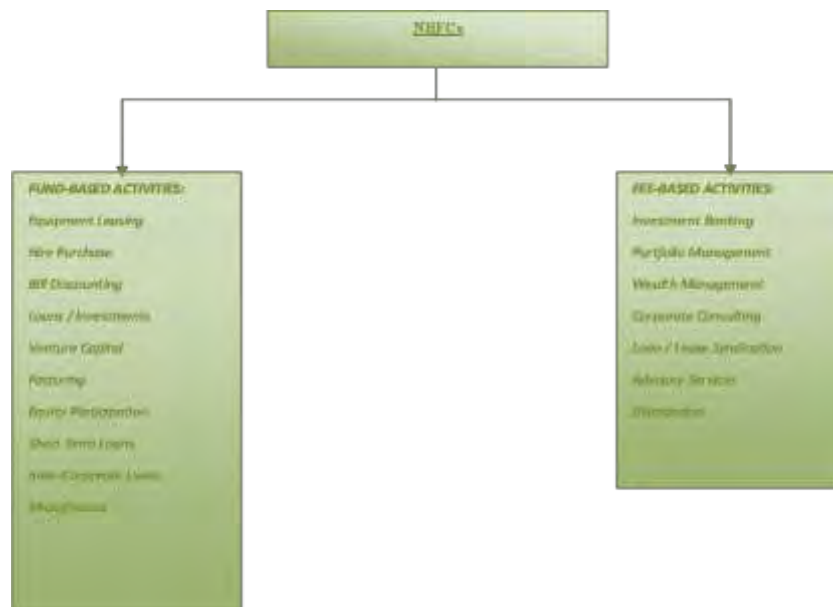 NBFCs
FUND-BASED ACTIVITIES:
Equipment Leasing
Hire Purchase
Bill Discounting
Loans / Investments
Venture Capital
Factoring
Equity Participation
Short Term Loans
Inter-Corporate Loans
FEE-BASED ACTIVITIES:
Investment Banking
Portfolio Management
Wealth Management
Corporate Consulting
Loan / Lease Syndication
Advisory Services